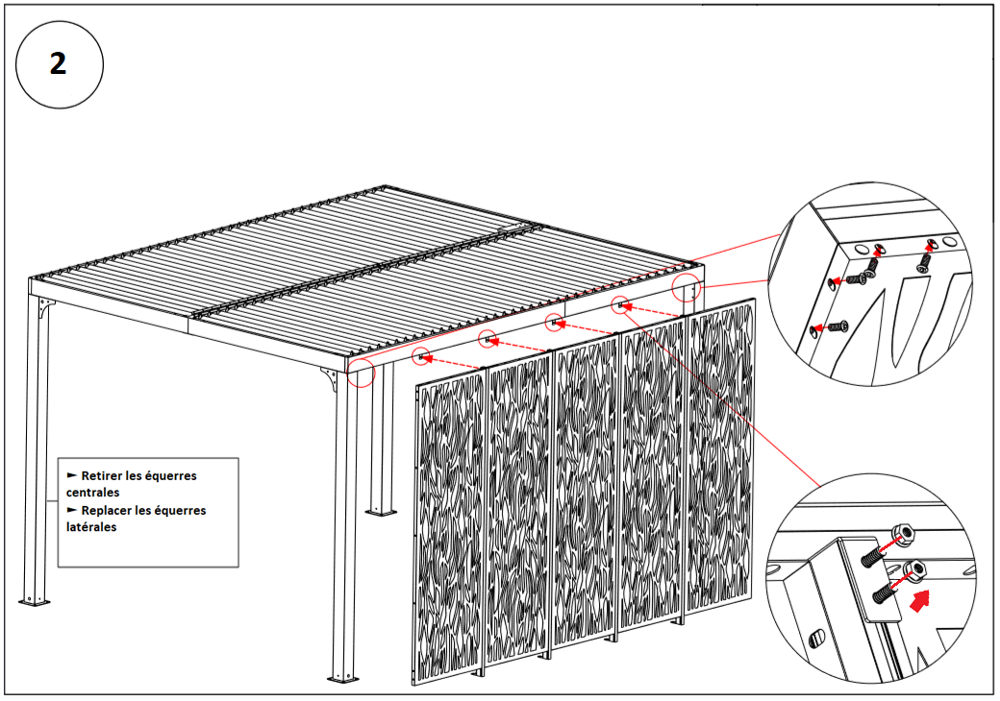 2
► Retirer les équerres
centrales
► Replacer les équerres
latérales